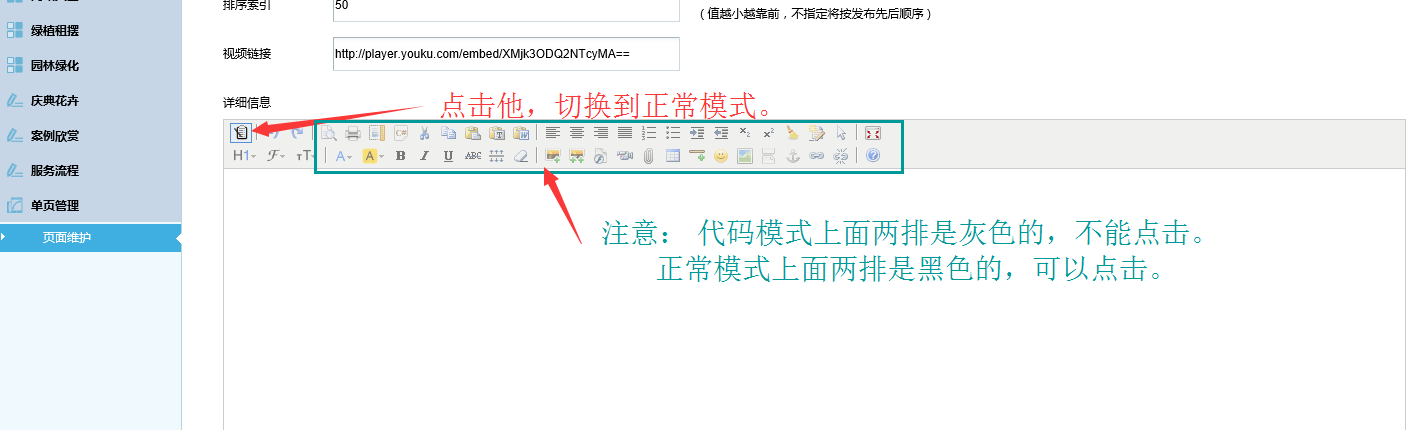 排序索引
50
（值越小越靠前，不指定将按发布先后顺序）
绿植租摆
视频链接
http://player.youku.com/embed/XMjk3ODQ2NTcyMA==
园林绿化
庆典花卉
详细信息
点击他，切换到正常模式。
案例欣赏
服务流程
单页管理
页面维护
注意： 代码模式上面两排是灰色的，不能点击。
正常模式上面两排是黑色的，可以点击。